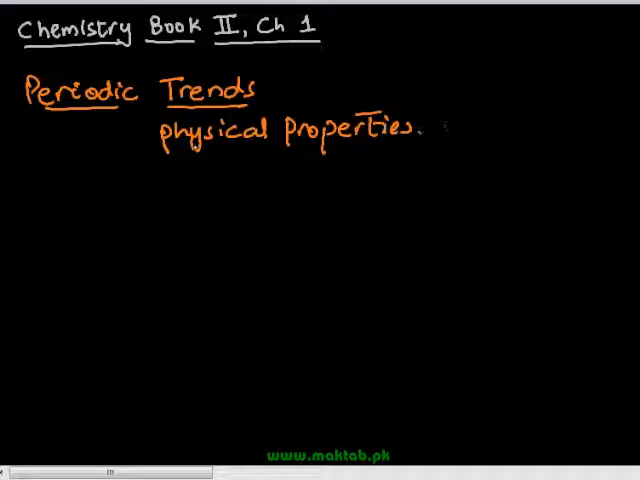 Chemistry Book II, Ch 1
Periodic Trends
physical properties.
www.maktab.pk